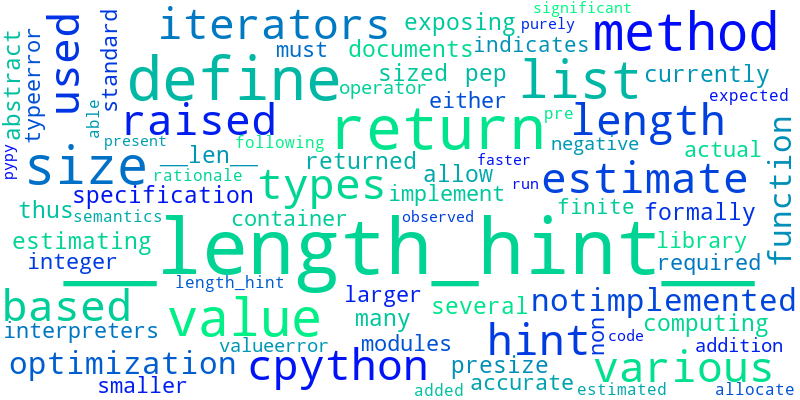 significant
iterators exposing purely method
abstract typeerror used standard must documents indicates
define sized pep list currently
operator either expected
able raised return pre length
present following negative actual function
pypy size __len__ returned faster
rationale types allow run estimate
specification implement
thus semantics container observed finite formally
estimating __length_hint__ library
integer length_hint required
based value larger several notimplemented
interpreters many computing
valueerror modules hint non code addition
optimization cpython presize various
smaller added accurate estimated allocate